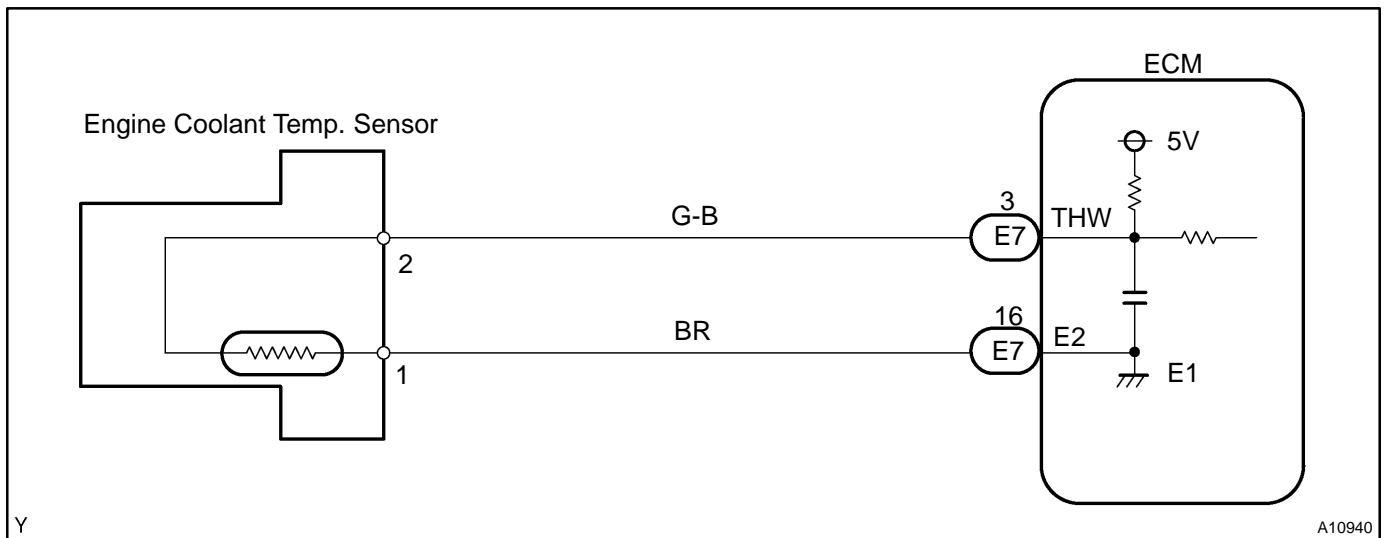 ECM
Engine Coolant Temp. Sensor
5V
G-B
3
E7
THW
2
BR
16
E7
E2
1
E1
Y
A10940